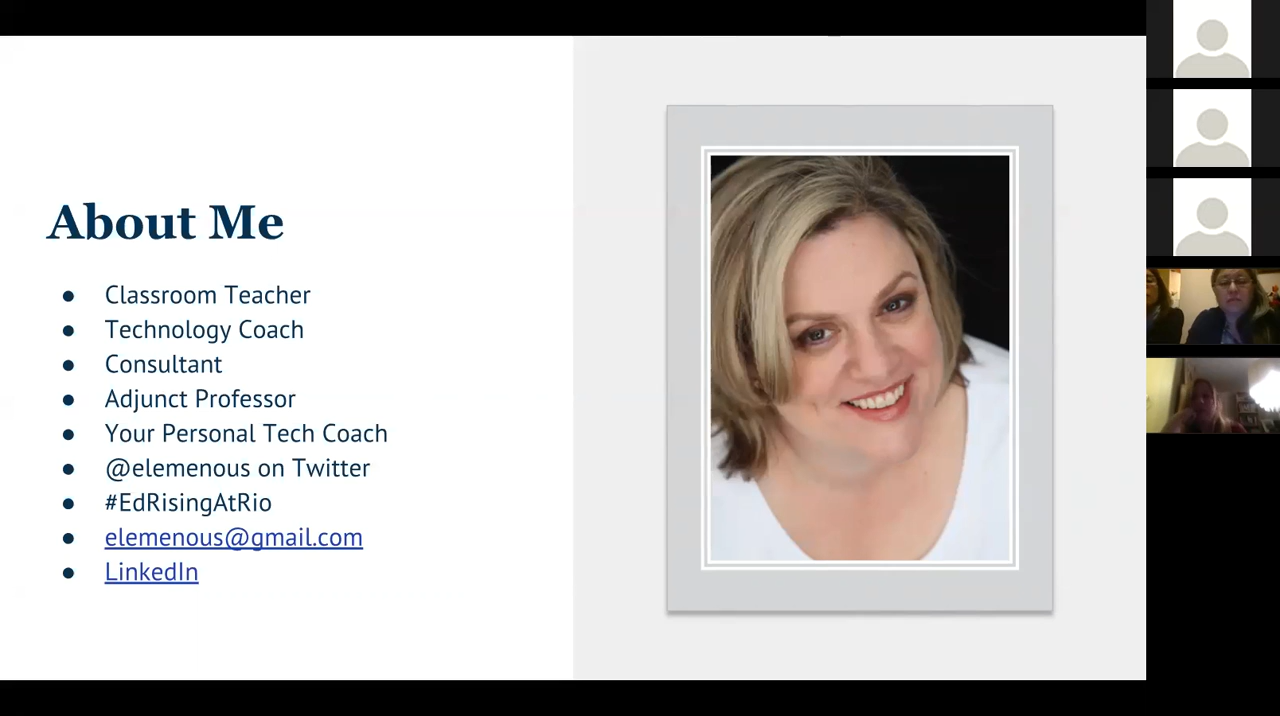 About Me
Classroom Teacher
Technology Coach
Consultant
Adjunct Professor
Your Personal Tech Coach
@elemenous on Twitter
#EdRisingAtRio
elemenous@gmail.com
LinkedIn